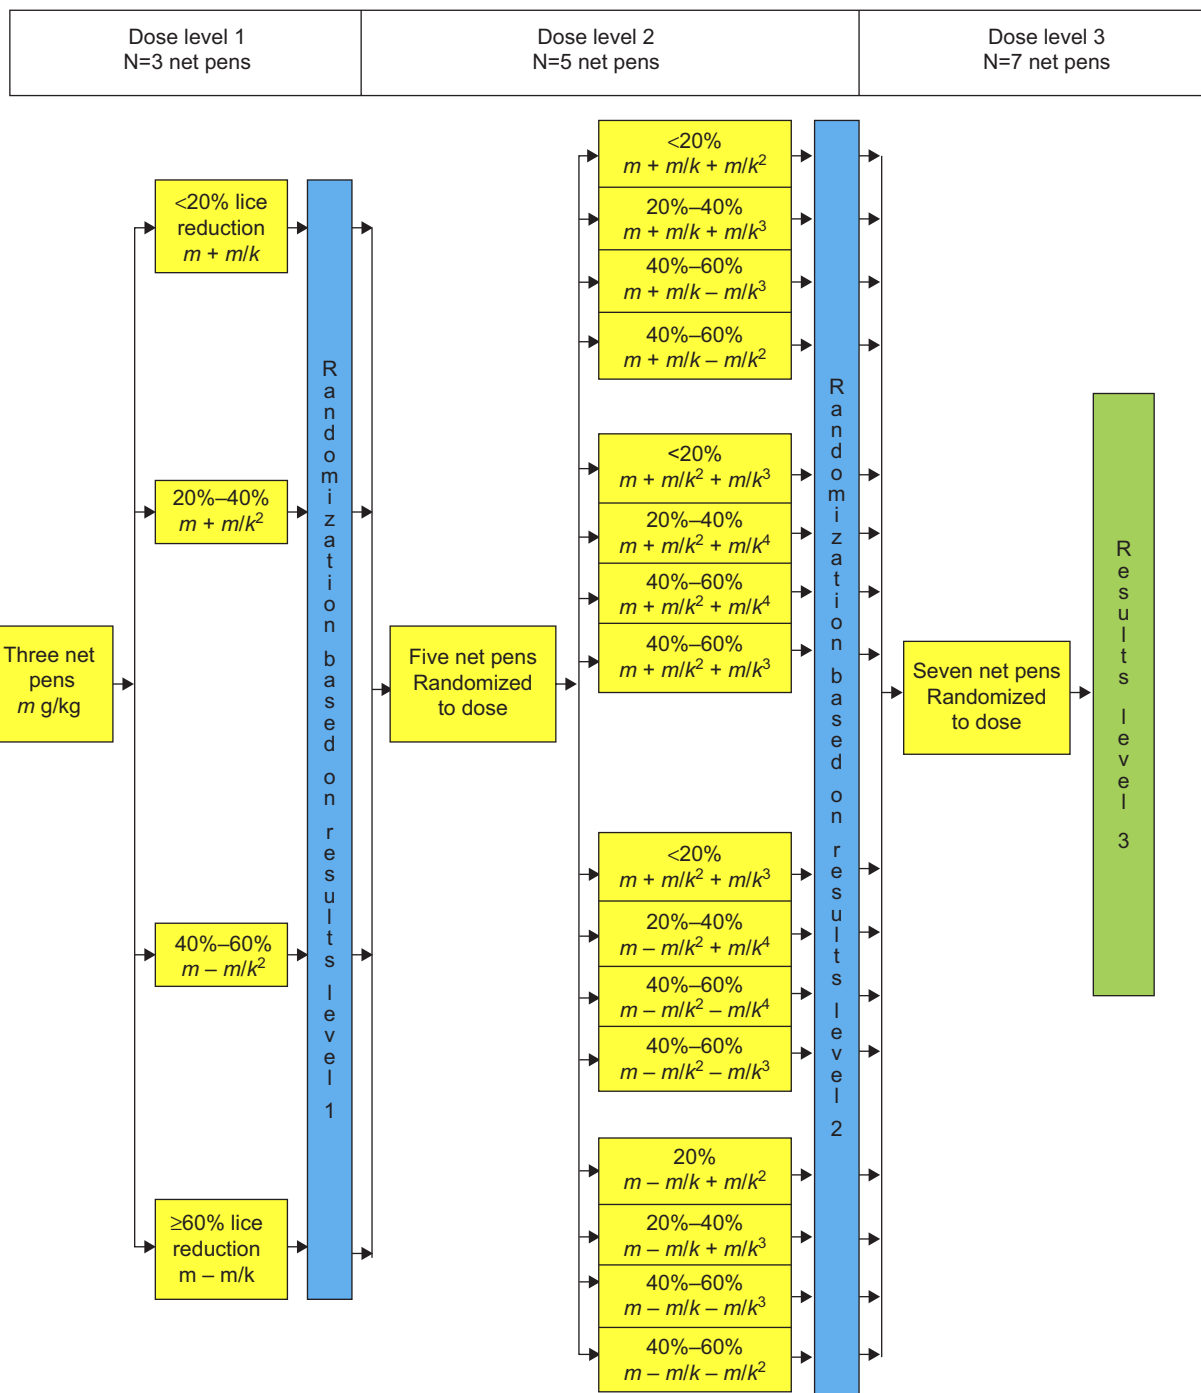 Dose level 1
N=3 net pens
Dose level 2
N=5 net pens
Dose level 3
N=7 net pens
Three net
pens
m g/kg
<20% lice
reduction
m + m/k
20%–40%
m + m/k²
40%–60%
m – m/k²
≥60% lice
reduction
m – m/k
Randomization based on results level 1
Five net pens
Randomized
to dose
<20%
m + m/k + m/k²
20%–40%
m + m/k + m/k³
40%–60%
m + m/k – m/k³
40%–60%
m + m/k – m/k²
<20%
m + m/k² + m/k³
20%–40%
m + m/k² + m/k⁴
40%–60%
m + m/k² + m/k⁴
40%–60%
m + m/k² + m/k³
<20%
m + m/k² + m/k³
20%–40%
m – m/k² + m/k⁴
40%–60%
m – m/k² – m/k⁴
40%–60%
m – m/k² – m/k³
20%
m – m/k + m/k²
20%–40%
m – m/k + m/k³
40%–60%
m – m/k – m/k³
40%–60%
m – m/k – m/k²
Randomization based on results level 2
Seven net pens
Randomized
to dose
Results level 3